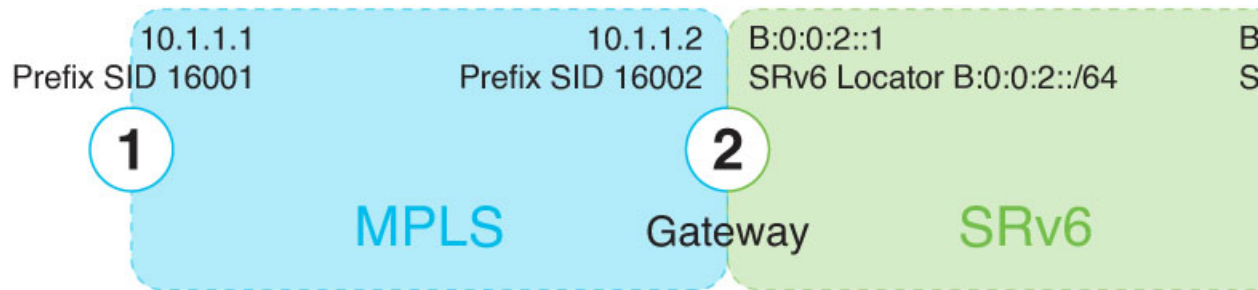 10.1.1.1
Prefix SID 16001
10.1.1.2
Prefix SID 16002
B:0:0:2::1
SRv6 Locator B:0:0:2::/64
B
S
1
2
MPLS
Gateway
SRv6